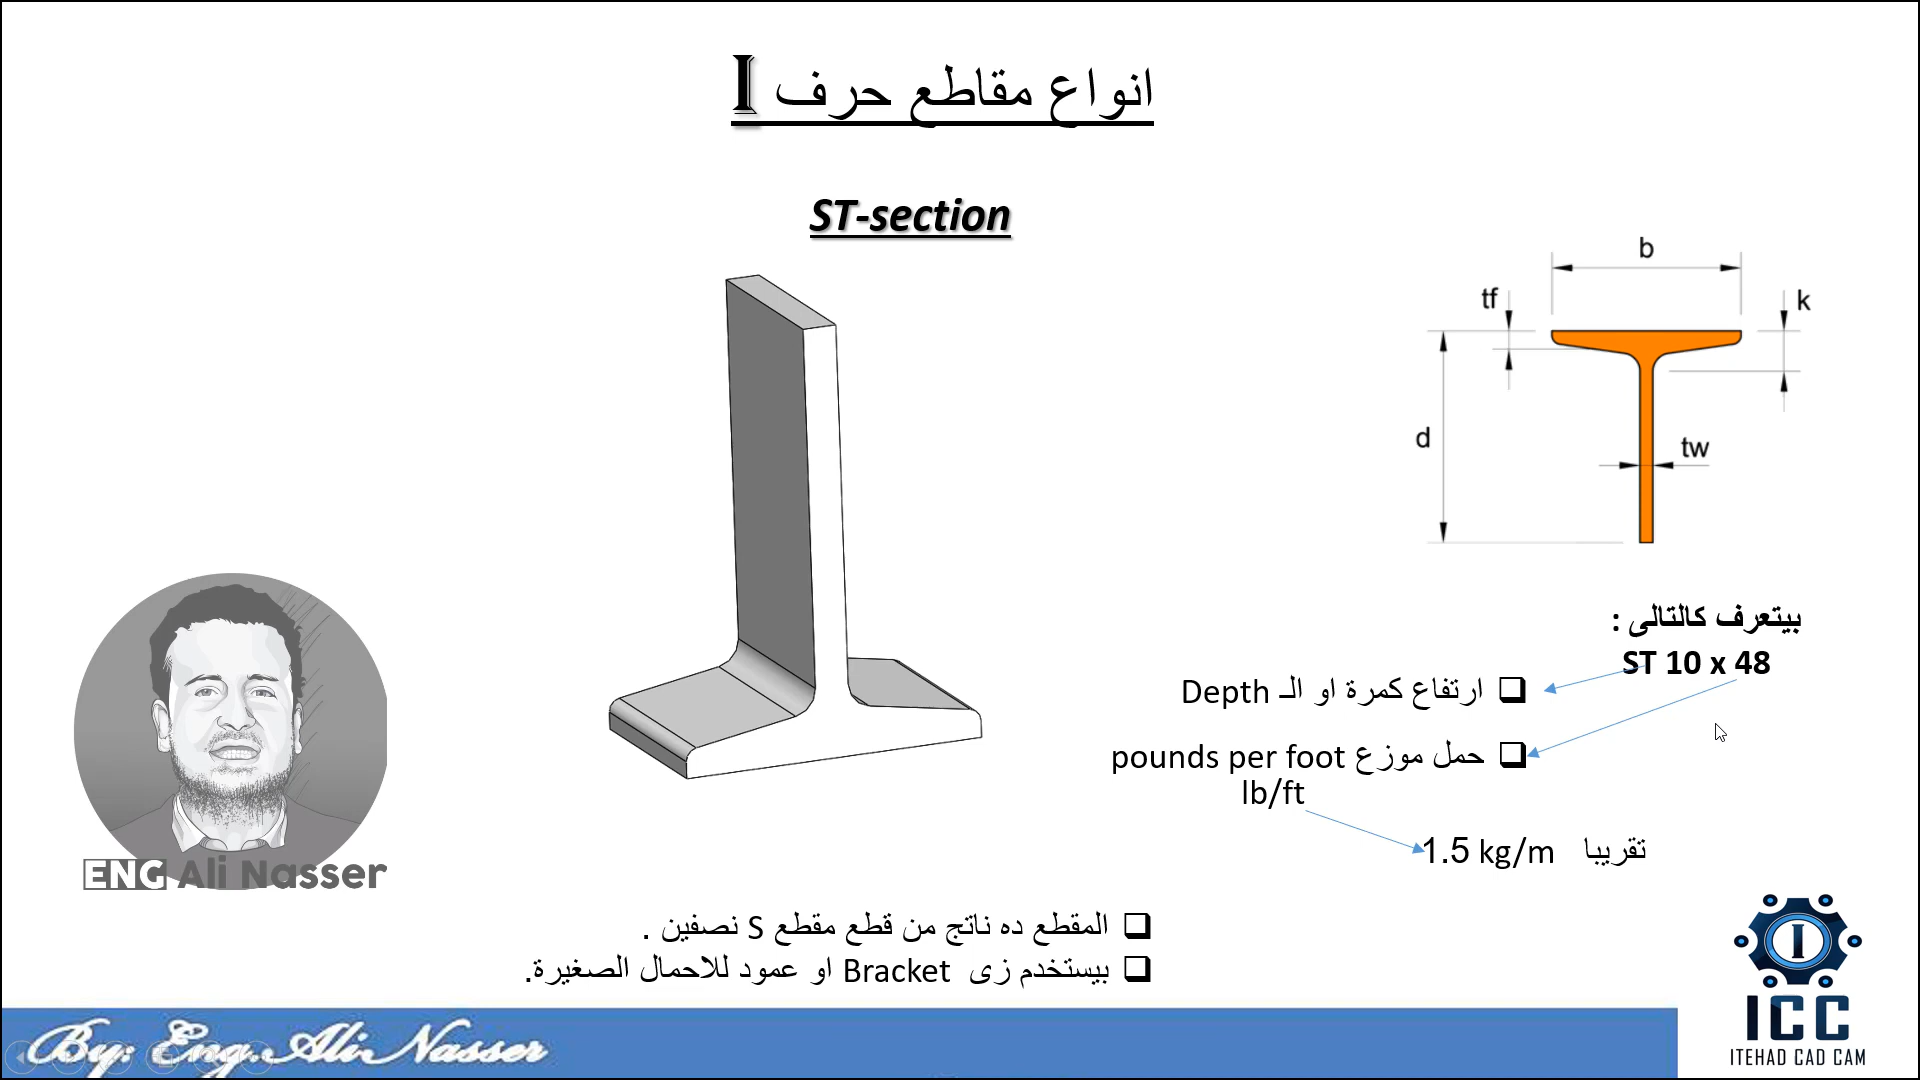 انواع مقاطع حرف I
ST-section
b
tf
k
d
tw
بيتعرف كالتالى :
ST 10 x 48
ارتفاع كمرة او الـ Depth
حمل موزع pounds per foot
lb/ft
1.5 kg/m تقريبا
ENG Ali Nasser
المقطع ده ناتج من قطع مقطع S نصفين .
بيستخدم زى Bracket او عمود للاحمال الصغيرة.
By: Eng. Ali Nasser
I
ICC
ITEHAD CAD CAM